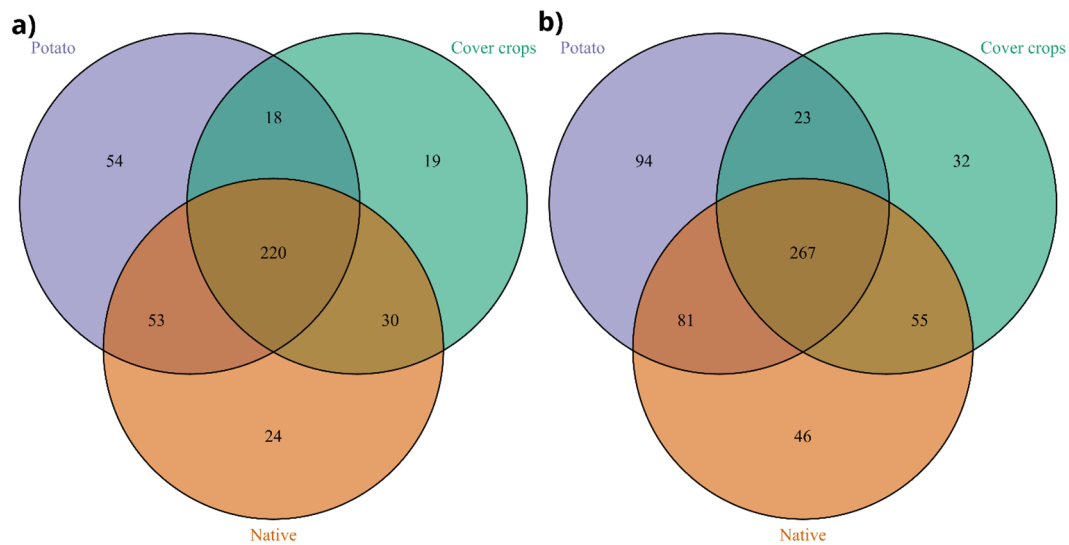 a)
Potato
Cover crops
18
54
19
220
53
30
24
Native
b)
Potato
Cover crops
23
94
32
267
81
55
46
Native